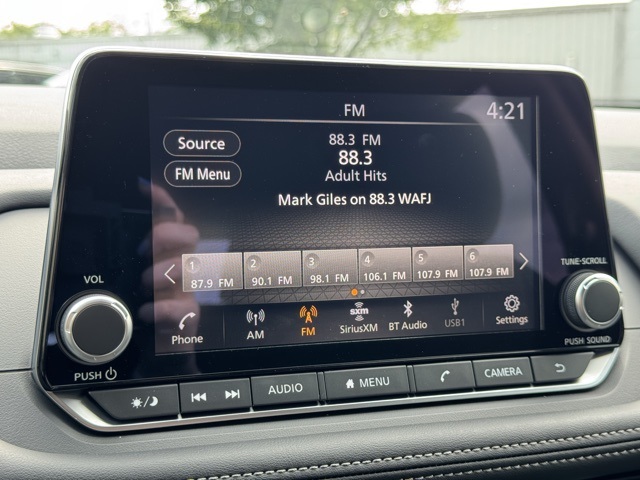 FM 4:21
Source
FM Menu
88.3 FM
88.3
Adult Hits
Mark Giles on 88.3 WAFJ
1 2 3 4 5 6
87.9 FM 90.1 FM 98.1 FM 106.1 FM 107.9 FM 107.9 FM
Phone AM FM SiriusXM BT Audio USB1 Settings
sxm
VOL
PUSH
TUNE·SCROLL
PUSH SOUND
AUDIO MENU CAMERA